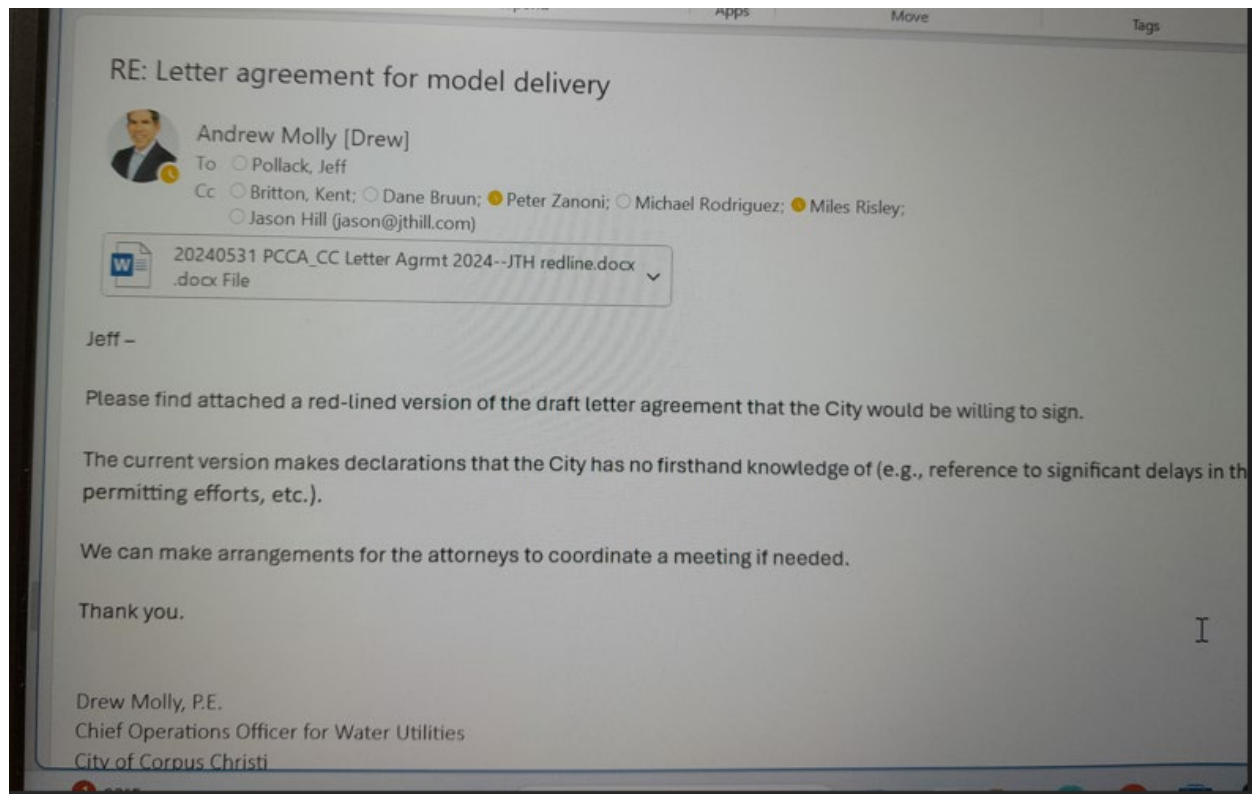 Apps
Move
Tags
RE: Letter agreement for model delivery
Andrew Molly [Drew]
To Pollack, Jeff
Cc Britton, Kent; Dane Bruun; Peter Zanoni; Michael Rodriguez; Miles Risley;
Jason Hill (jason@jthill.com)
W
20240531 PCCA_CC Letter Agrmt 2024--JTH redline.docx
.docx File
Jeff –
Please find attached a red-lined version of the draft letter agreement that the City would be willing to sign.
The current version makes declarations that the City has no firsthand knowledge of (e.g., reference to significant delays in th
permitting efforts, etc.).
We can make arrangements for the attorneys to coordinate a meeting if needed.
Thank you.
Drew Molly, P.E.
Chief Operations Officer for Water Utilities
City of Corpus Christi